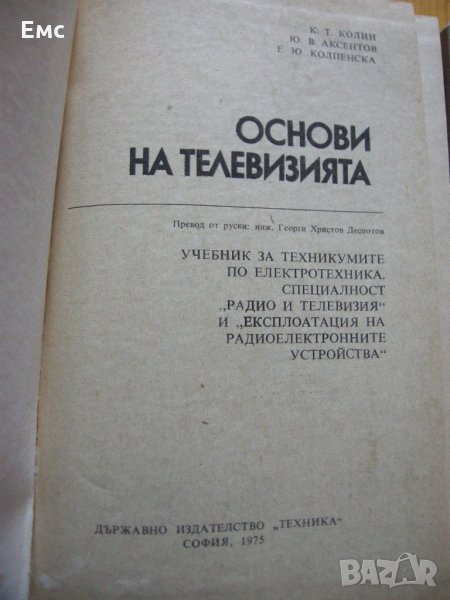 Емс
К. Т. КОЛИН
Ю. В. АКСЕНТОВ
Е. Ю. КОЛПЕНСКА
ОСНОВИ
НА ТЕЛЕВИЗИЯТА
Превод от руски: инж. Георги Христов Деспотов
УЧЕБНИК ЗА ТЕХНИКУМИТЕ
ПО ЕЛЕКТРОТЕХНИКА.
СПЕЦИАЛНОСТ
„РАДИО И ТЕЛЕВИЗИЯ“
И „ЕКСПЛОАТАЦИЯ НА
РАДИОЕЛЕКТРОННИТЕ
УСТРОЙСТВА“
ДЪРЖАВНО ИЗДАТЕЛСТВО „ТЕХНИКА“
СОФИЯ, 1975
BAZAR